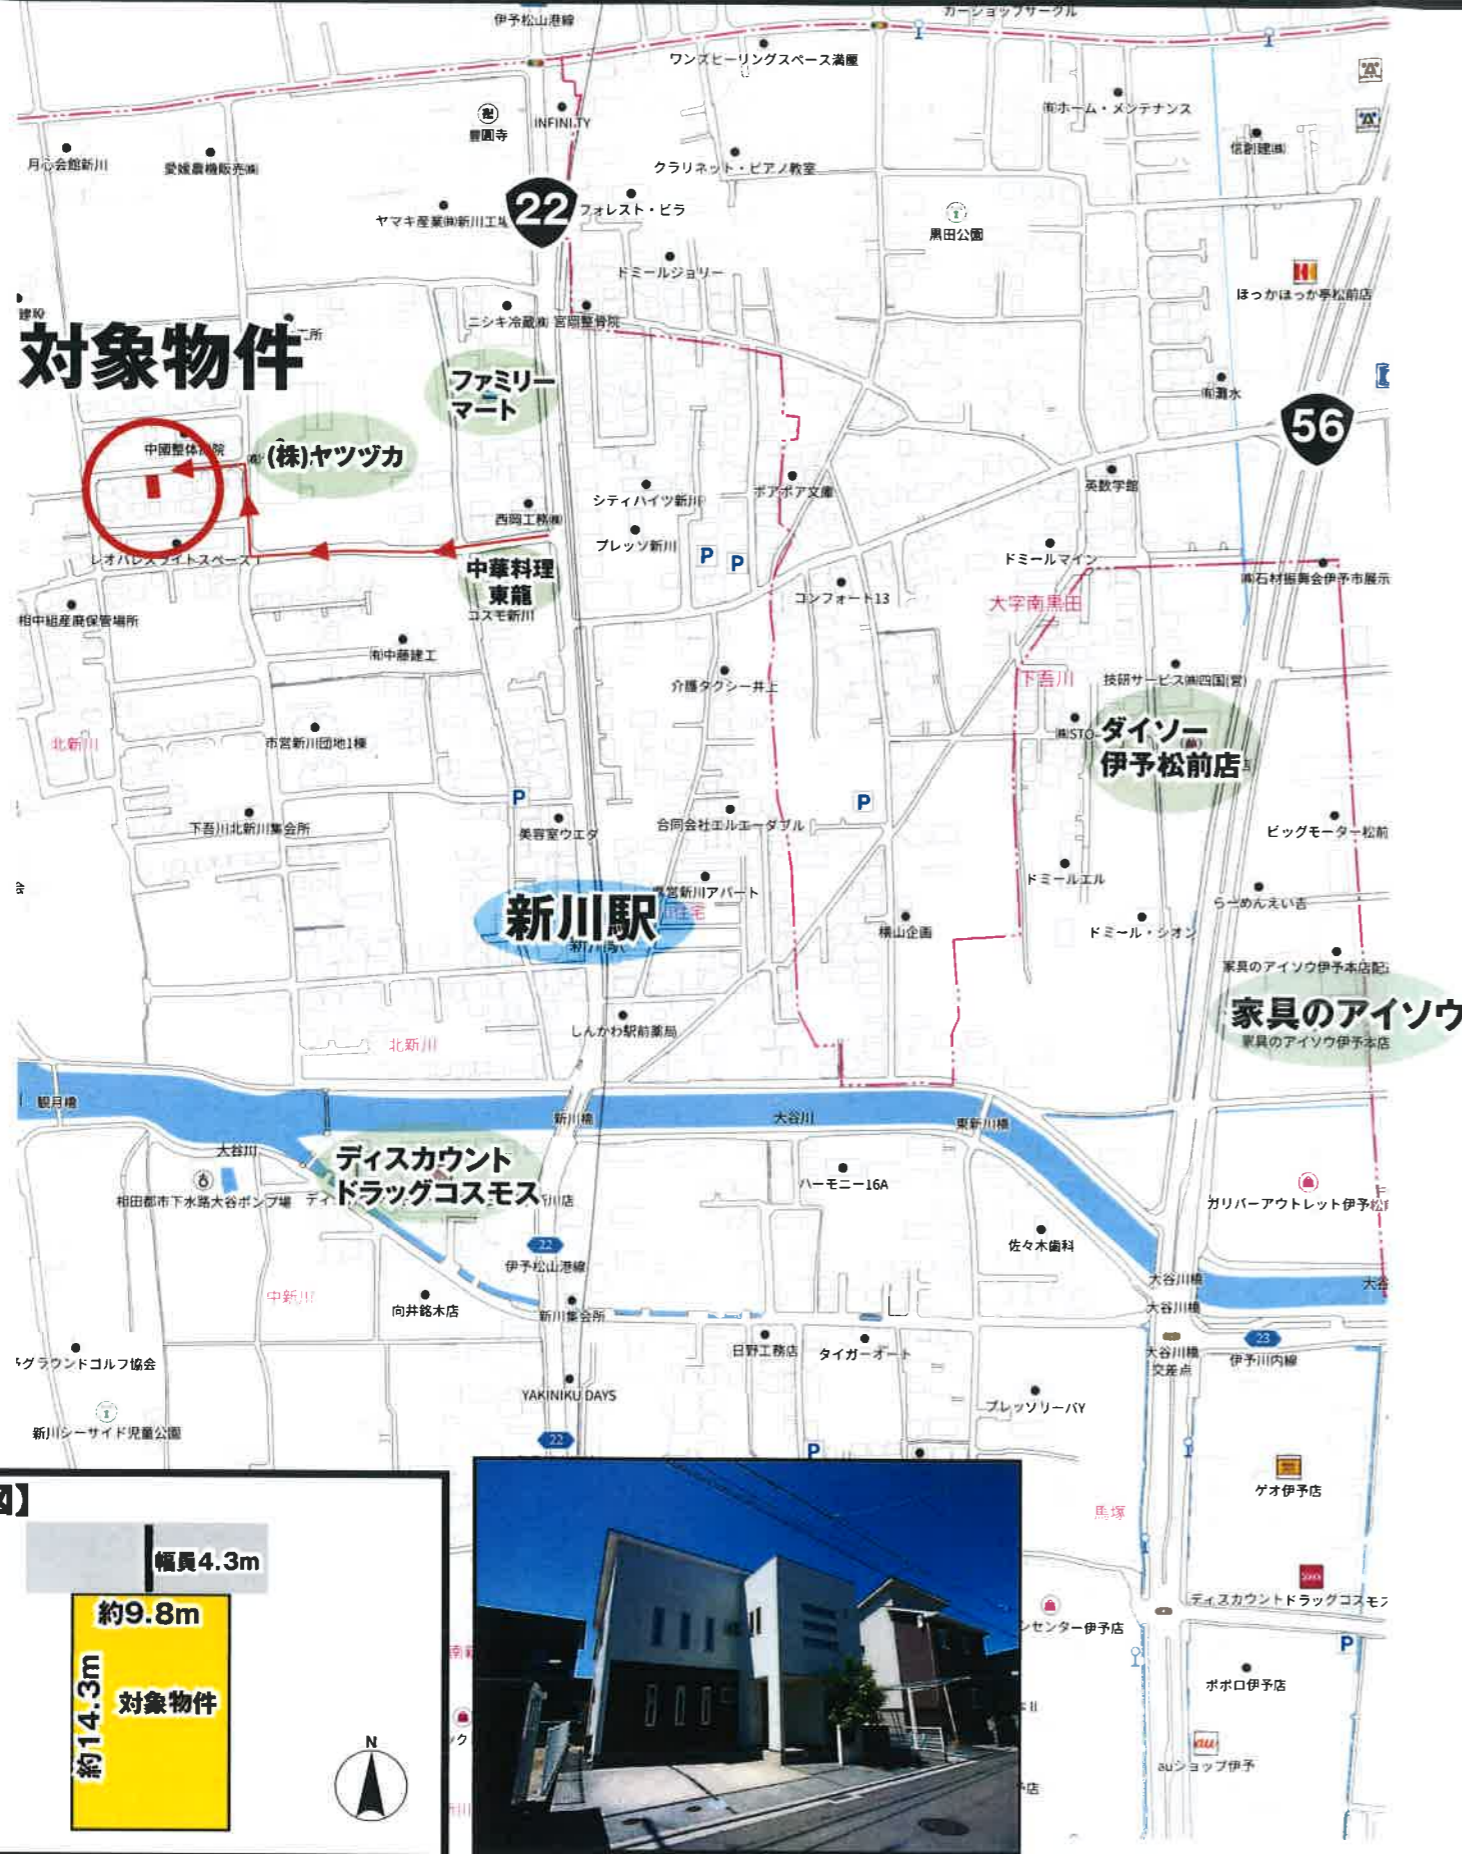 伊予松山港線
カーショップサークル
ワンズヒーリングスペース満屋
豊圓寺
INFINITY
㈲ホーム・メンテナンス
月心会館新川
愛媛農機販売㈱
クラリネット・ピアノ教室
信創建㈱
ヤマキ産業㈱新川工場
22
フォレスト・ビラ
黒田公園
ドミールジョリー
ほっかほっか亭松前店
ニシキ冷蔵㈱
宮岡整骨院
対象物件
ファミリー
マート
㈲灘水
56
中國整体
院
(株)ヤツヅカ
シティハイツ新川
ポアポア文庫
英数学館
西岡工務㈱
プレッソ新川
P
P
ドミールマイン
レオパレスライトスペースⅠ
中華料理
東龍
コスモ新川
コンフォート13
大字南黒田
㈱石材振興会伊予市展示
相中組産廃保管場所
㈲中藤建工
介護タクシー井上
下吾川
技研サービス㈱四国(営)
北新川
市営新川団地1棟
㈱STO
ダイソー
伊予松前店
P
P
下吾川北新川集会所
美容室ウエダ
合同会社エルエーダブル
ビッグモーター松前
会
新川駅
県営新川アパート
ドミールエル
らーめんえい吉
横山企画
ドミール・シオン
家具のアイソウ伊予本店配
家具のアイソウ
家具のアイソウ伊予本店
しんかわ駅前薬局
北新川
観月橋
新川橋
大谷川
東新川橋
大谷川
ディスカウント
ドラッグコスモス
相田都市下水路大谷ポンプ場
ハーモニー16A
ガリバーアウトレット伊予松前
22
伊予松山港線
佐々木歯科
中新川
向井銘木店
新川集会所
大谷川橋
大谷川橋
大谷
日野工務店
タイガーオート
大谷川橋
交差点
23
伊予川内線
グラウンドゴルフ協会
YAKINIKU DAYS
プレッソリーバY
新川シーサイド児童公園
22
P
ゲオ伊予店
馬塚
図】
幅員4.3m
約9.8m
約14.3m
対象物件
N
ディスカウントドラッグコスモス
センター伊予店
P
ポポロ伊予店
au
auショップ伊予
店